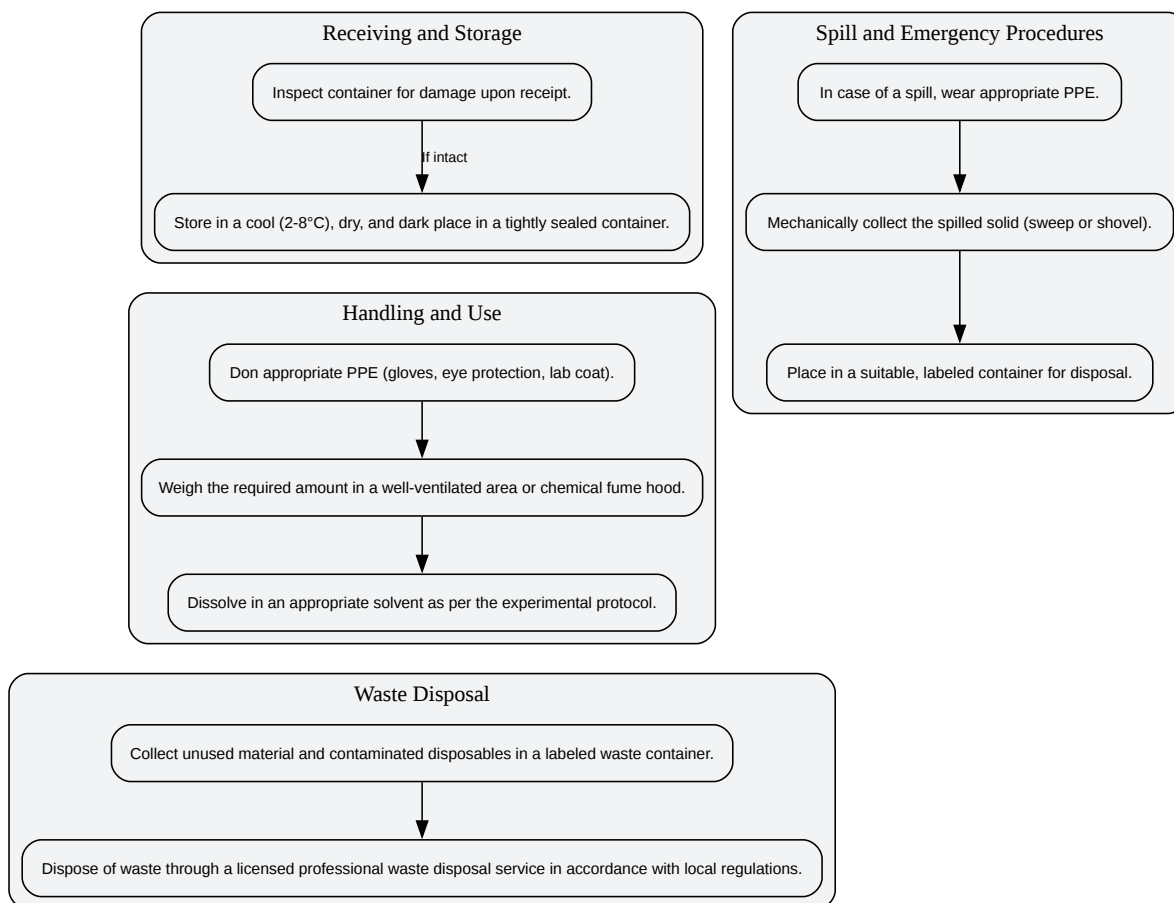 Receiving and Storage
Inspect container for damage upon receipt.
If intact
Store in a cool (2-8°C), dry, and dark place in a tightly sealed container.
Spill and Emergency Procedures
In case of a spill, wear appropriate PPE.
Mechanically collect the spilled solid (sweep or shovel).
Place in a suitable, labeled container for disposal.
Handling and Use
Don appropriate PPE (gloves, eye protection, lab coat).
Weigh the required amount in a well-ventilated area or chemical fume hood.
Dissolve in an appropriate solvent as per the experimental protocol.
Waste Disposal
Collect unused material and contaminated disposables in a labeled waste container.
Dispose of waste through a licensed professional waste disposal service in accordance with local regulations.